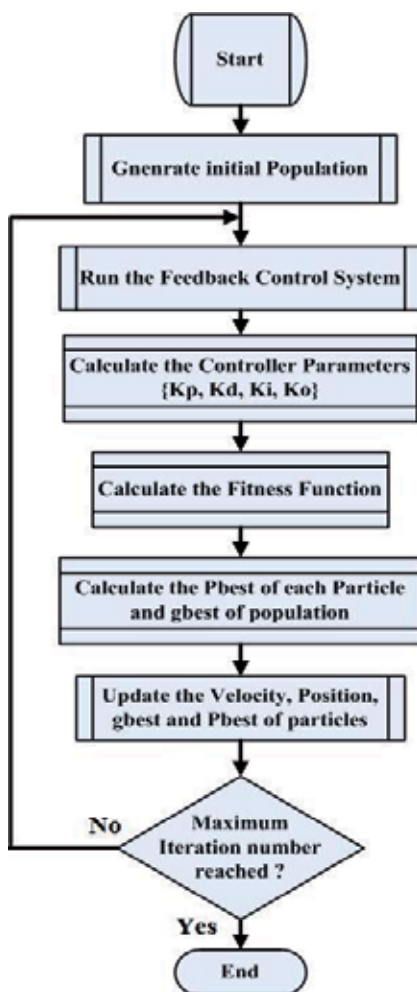 Start
Gnenrate initial Population
Run the Feedback Control System
Calculate the Controller Parameters
{Kp, Kd, Ki, Ko}
Calculate the Fitness Function
Calculate the Pbest of each Particle
and gbest of population
Update the Velocity, Position,
gbest and Pbest of particles
No
Maximum
Iteration number
reached ?
Yes
End